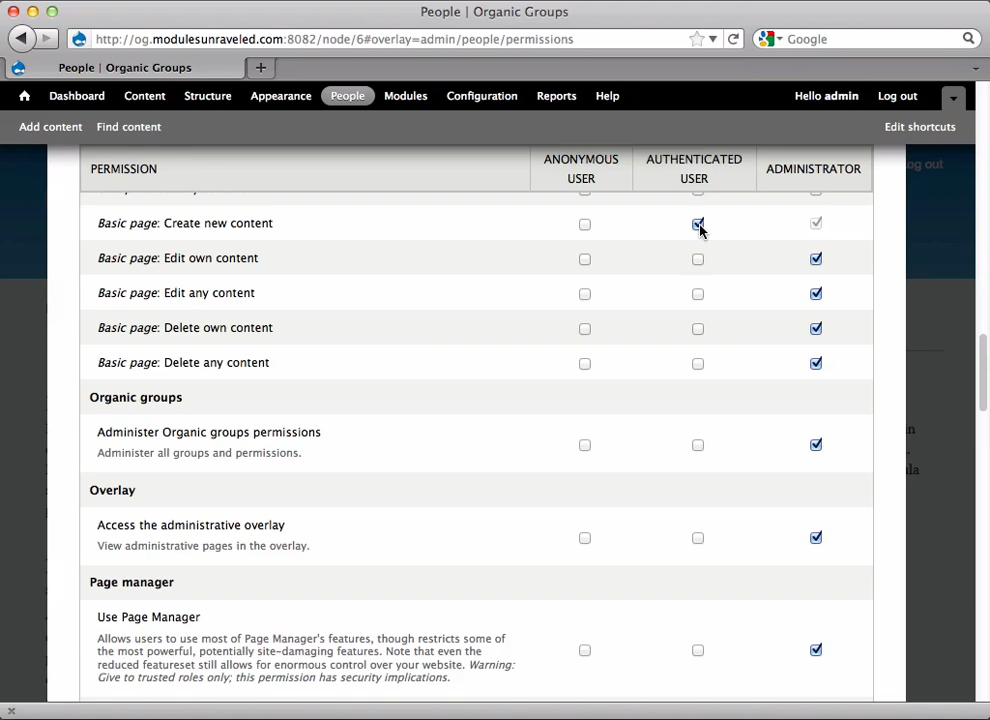 People | Organic Groups
http://og.modulesunraveled.com:8082/node/6#overlay=admin/people/permissions
Google
People | Organic Groups
Dashboard Content Structure Appearance People Modules Configuration Reports Help Hello admin Log out
Add content Find content Edit shortcuts
og out
PERMISSION ANONYMOUS USER AUTHENTICATED USER ADMINISTRATOR
Basic page: Create new content
Basic page: Edit own content
Basic page: Edit any content
Basic page: Delete own content
Basic page: Delete any content
Organic groups
in
Administer Organic groups permissions
Administer all groups and permissions.
ala
Overlay
Access the administrative overlay
View administrative pages in the overlay.
Page manager
Use Page Manager
Allows users to use most of Page Manager's features, though restricts some of
the most powerful, potentially site-damaging features. Note that even the
reduced featureset still allows for enormous control over your website. Warning:
Give to trusted roles only; this permission has security implications.